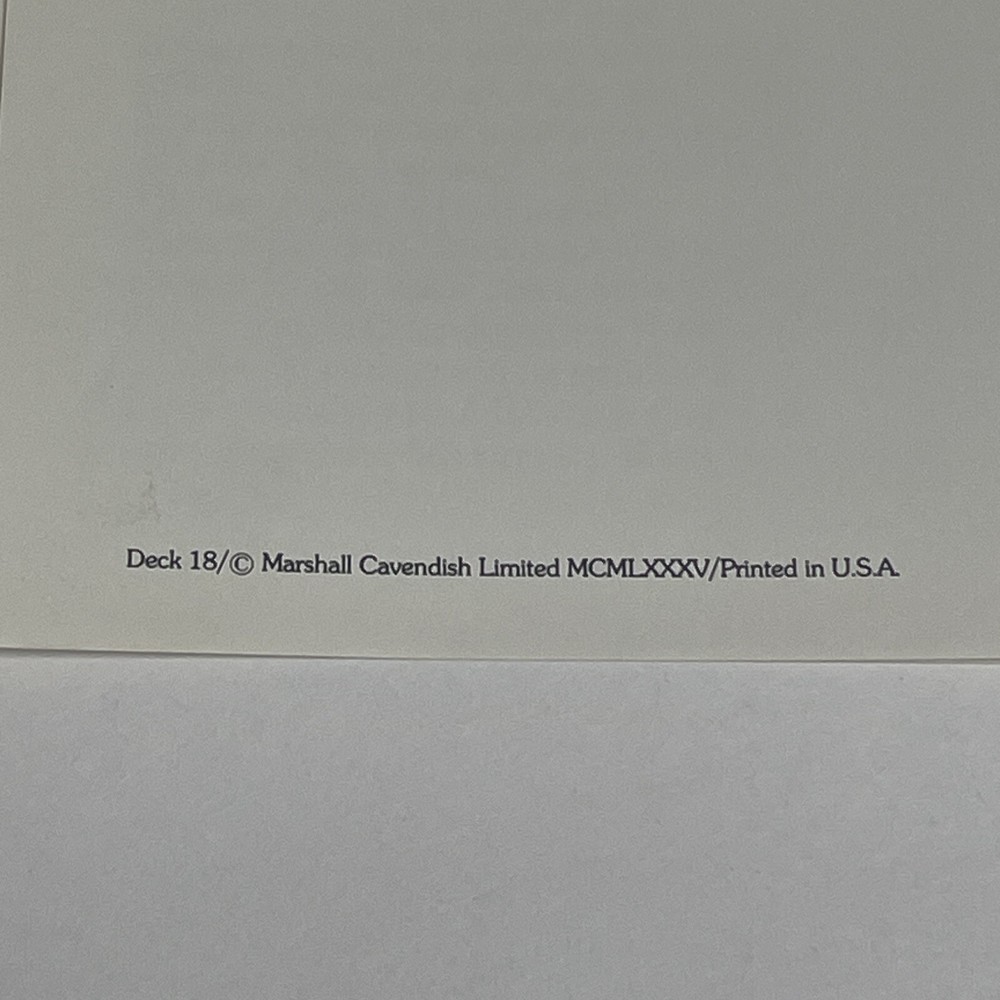 Deck 18/© Marshall Cavendish Limited MCMLXXXV/Printed in U.S.A.